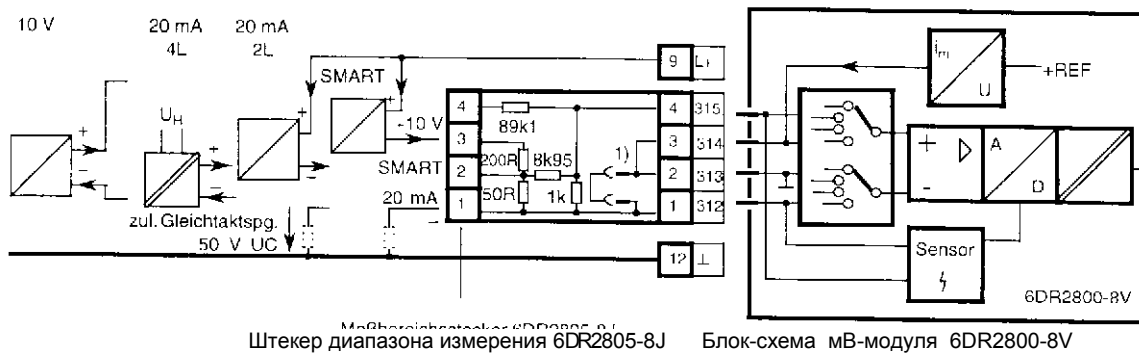 10 V
20 mA
4L
20 mA
2L
SMART
9 L+
+REF
U
4 89k1 4 315
U_H
~10 V
3 3 314
200R 8k95 1)
SMART
2 2 313
50R 1k
20 mA
1 1 312
+ A
- D
zul. Gleichtaktspg.
50 V UC
Sensor
12 ⊥
6DR2800-8V
Штекер диапазона измерения 6DR2805-8J Блок-схема мВ-модуля 6DR2800-8V